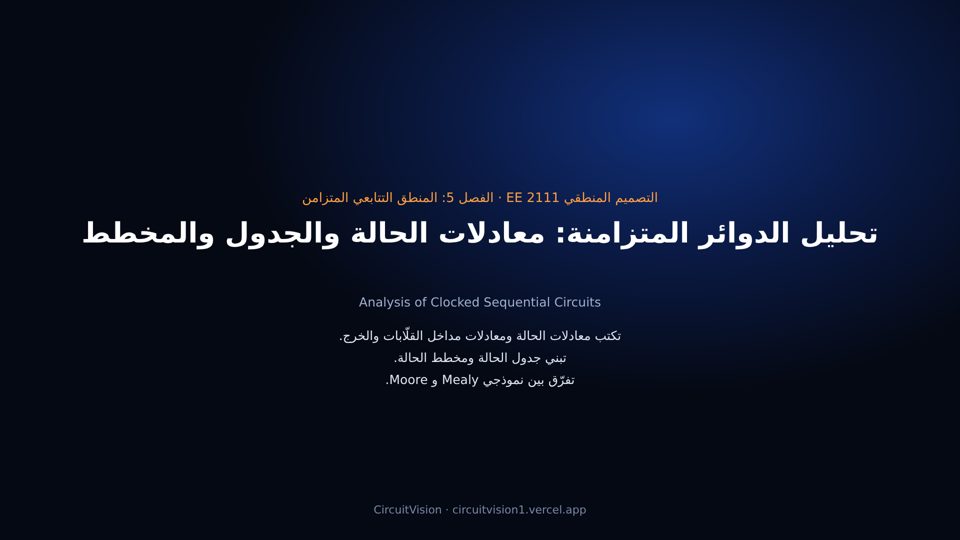 التصميم المنطقي EE 2111 · الفصل 5: المنطق التتابعي المتزامن
تحليل الدوائر المتزامنة: معادلات الحالة والجدول والمخطط
Analysis of Clocked Sequential Circuits
تكتب معادلات الحالة ومعادلات مداخل القلّابات والخرج.
تبني جدول الحالة ومخطط الحالة.
تفرّق بين نموذجي Mealy و Moore.
CircuitVision · circuitvision1.vercel.app